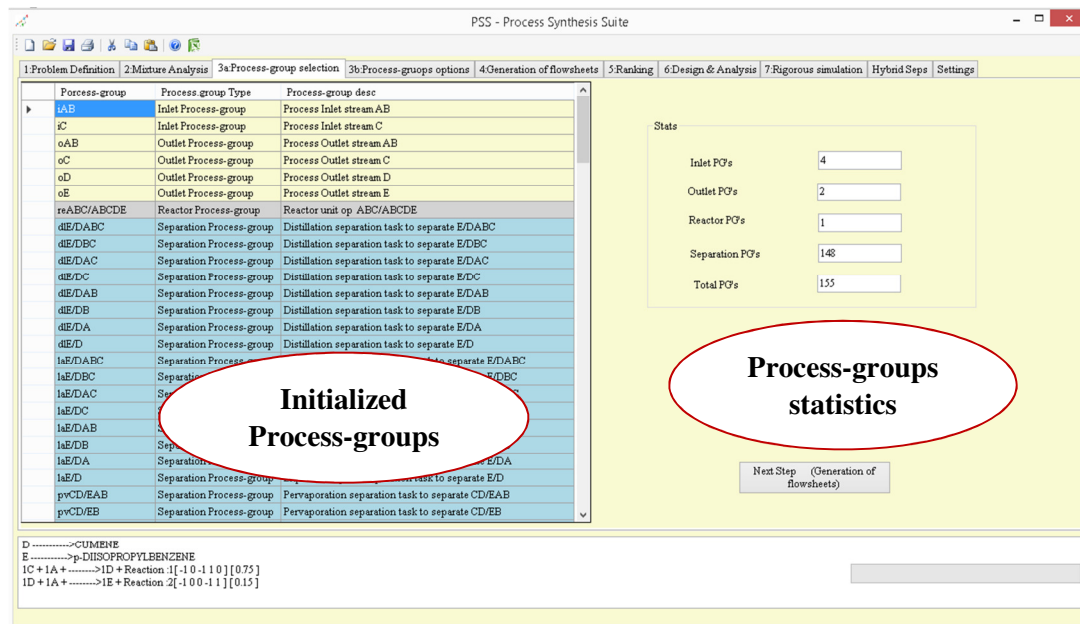 PSS - Process Synthesis Suite
1:Problem Definition 2:Mixture Analysis 3a:Process-group selection 3b:Process-gruops options 4:Generation of flowsheets 5:Ranking 6:Design & Analysis 7:Rigorous simulation Hybrid Seps Settings
Porcess-group Process.group Type Process-group desc
iAB Inlet Process-group Process Inlet stream AB
iC Inlet Process-group Process Inlet stream C
oAB Outlet Process-group Process Outlet stream AB
oC Outlet Process-group Process Outlet stream C
oD Outlet Process-group Process Outlet stream D
oE Outlet Process-group Process Outlet stream E
reABC/ABCDE Reactor Process-group Reactor unit op ABC/ABCDE
dlE/DABC Separation Process-group Distillation separation task to separate E/DABC
dlE/DBC Separation Process-group Distillation separation task to separate E/DBC
dlE/DAC Separation Process-group Distillation separation task to separate E/DAC
dlE/DC Separation Process-group Distillation separation task to separate E/DC
dlE/DAB Separation Process-group Distillation separation task to separate E/DAB
dlE/DB Separation Process-group Distillation separation task to separate E/DB
dlE/DA Separation Process-group Distillation separation task to separate E/DA
dlE/D Separation Process-group Distillation separation task to separate E/D
laE/DABC Separation Process to separate E/DABC
laE/DBC E/DBC
laE/DAC
laE/DC
laE/DAB
laE/DB
laE/DA Separation E/DA
laE/D Separation Process-group task to separate E/D
pvCD/EAB Separation Process-group Pervaporation separation task to separate CD/EAB
pvCD/EB Separation Process-group Pervaporation separation task to separate CD/EB
Initialized
Process-groups
Stats
Inlet PG's 4
Outlet PG's 2
Reactor PG's 1
Separation PG's 148
Total PG's 155
Process-groups
statistics
Next Step (Generation of
flowsheets)
D ----------->CUMENE
E ----------->p-DIISOPROPYLBENZENE
1C + 1A + -------->1D + Reaction :1[ -1 0 -1 1 0 ] [ 0.75 ]
1D + 1A + -------->1E + Reaction :2[ -1 0 0 -1 1 ] [ 0.15 ]